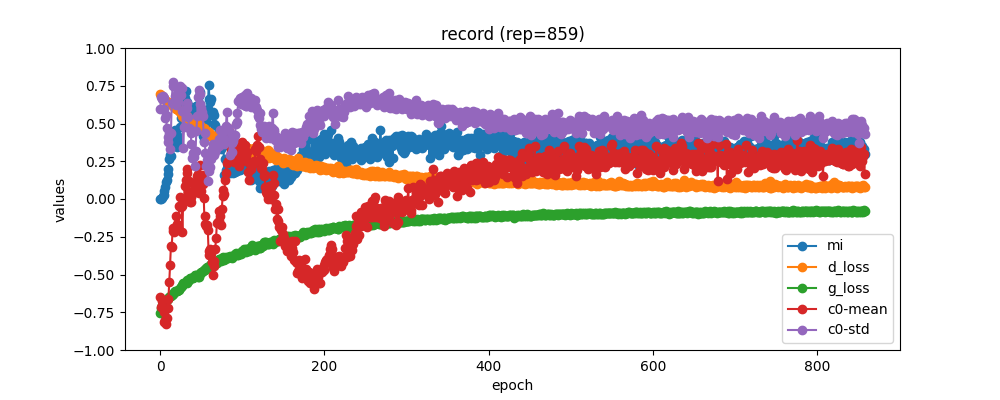 record (rep=859)
1.00
0.75
0.50
0.25
0.00
−0.25
−0.50
−0.75
−1.00
values
0
200
400
600
800
epoch
mi
d_loss
g_loss
c0-mean
c0-std